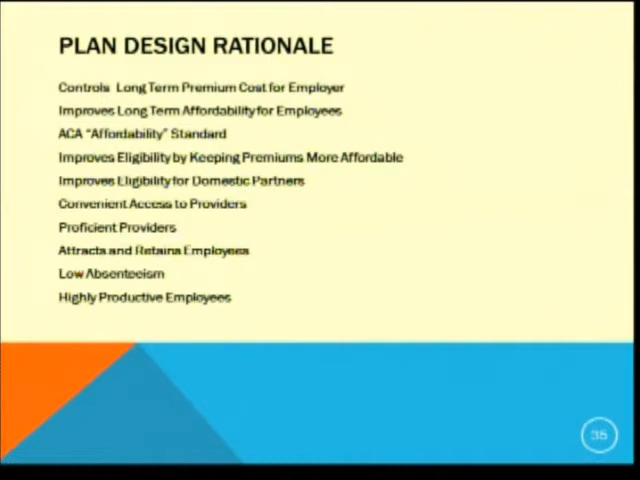 PLAN DESIGN RATIONALE
Controls Long Term Premium Cost for Employer
Improves Long Term Affordability for Employees
ACA “Affordability” Standard
Improves Eligibility by Keeping Premiums More Affordable
Improves Eligibility for Domestic Partners
Convenient Access to Providers
Proficient Providers
Attracts and Retains Employees
Low Absenteeism
Highly Productive Employees
35